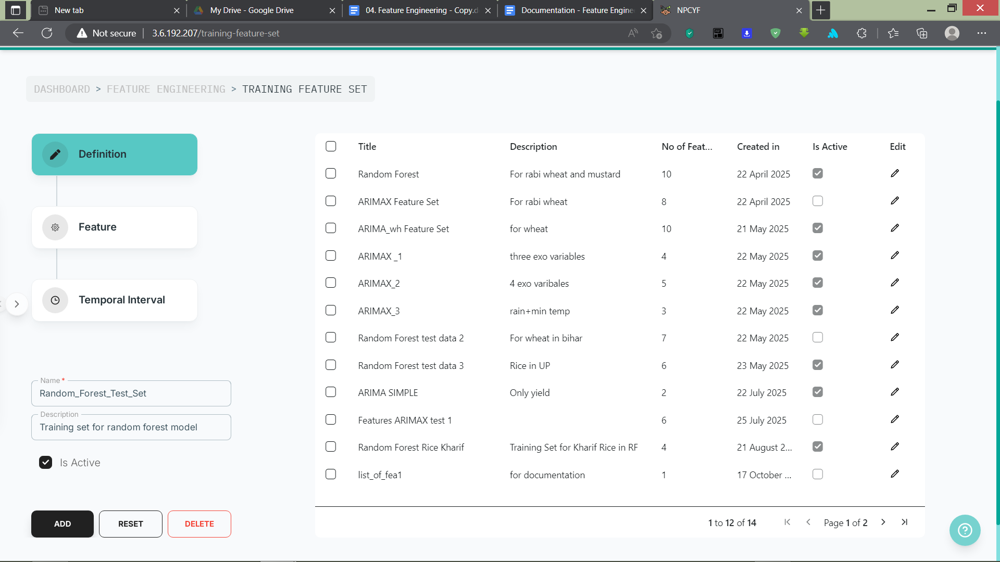 New tab
My Drive - Google Drive
04. Feature Engineering - Copy.d
Documentation - Feature Engine
NPCYF
Not secure
3.6.192.207/training-feature-set
DASHBOARD > FEATURE ENGINEERING > TRAINING FEATURE SET
Definition
Feature
Temporal Interval
Name *
Random_Forest_Test_Set
Description
Training set for random forest model
Is Active
ADD
RESET
DELETE
Title Description No of Feat... Created in Is Active Edit
Random Forest For rabi wheat and mustard 10 22 April 2025
ARIMAX Feature Set For rabi wheat 8 22 April 2025
ARIMA_wh Feature Set for wheat 10 21 May 2025
ARIMAX _1 three exo variables 4 22 May 2025
ARIMAX_2 4 exo varibales 5 22 May 2025
ARIMAX_3 rain+min temp 3 22 May 2025
Random Forest test data 2 For wheat in bihar 7 22 May 2025
Random Forest test data 3 Rice in UP 6 23 May 2025
ARIMA SIMPLE Only yield 2 22 July 2025
Features ARIMAX test 1 6 25 July 2025
Random Forest Rice Kharif Training Set for Kharif Rice in RF 4 21 August 2...
list_of_fea1 for documentation 1 17 October ...
1 to 12 of 14 Page 1 of 2